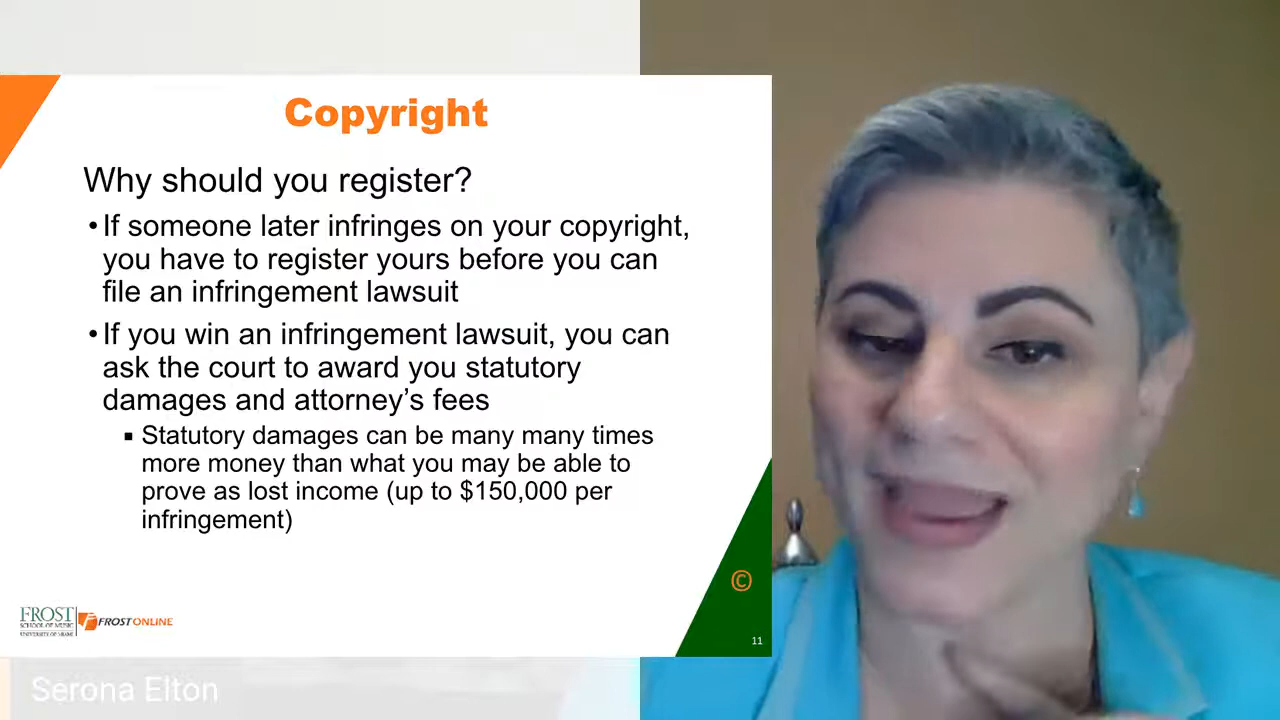 Copyright
Why should you register?
•If someone later infringes on your copyright,
you have to register yours before you can
file an infringement lawsuit
•If you win an infringement lawsuit, you can
ask the court to award you statutory
damages and attorney’s fees
▪ Statutory damages can be many many times
more money than what you may be able to
prove as lost income (up to $150,000 per
infringement)
©
FROST
SCHOOL OF MUSIC
UNIVERSITY OF MIAMI
FROST ONLINE
11
Serona Elton